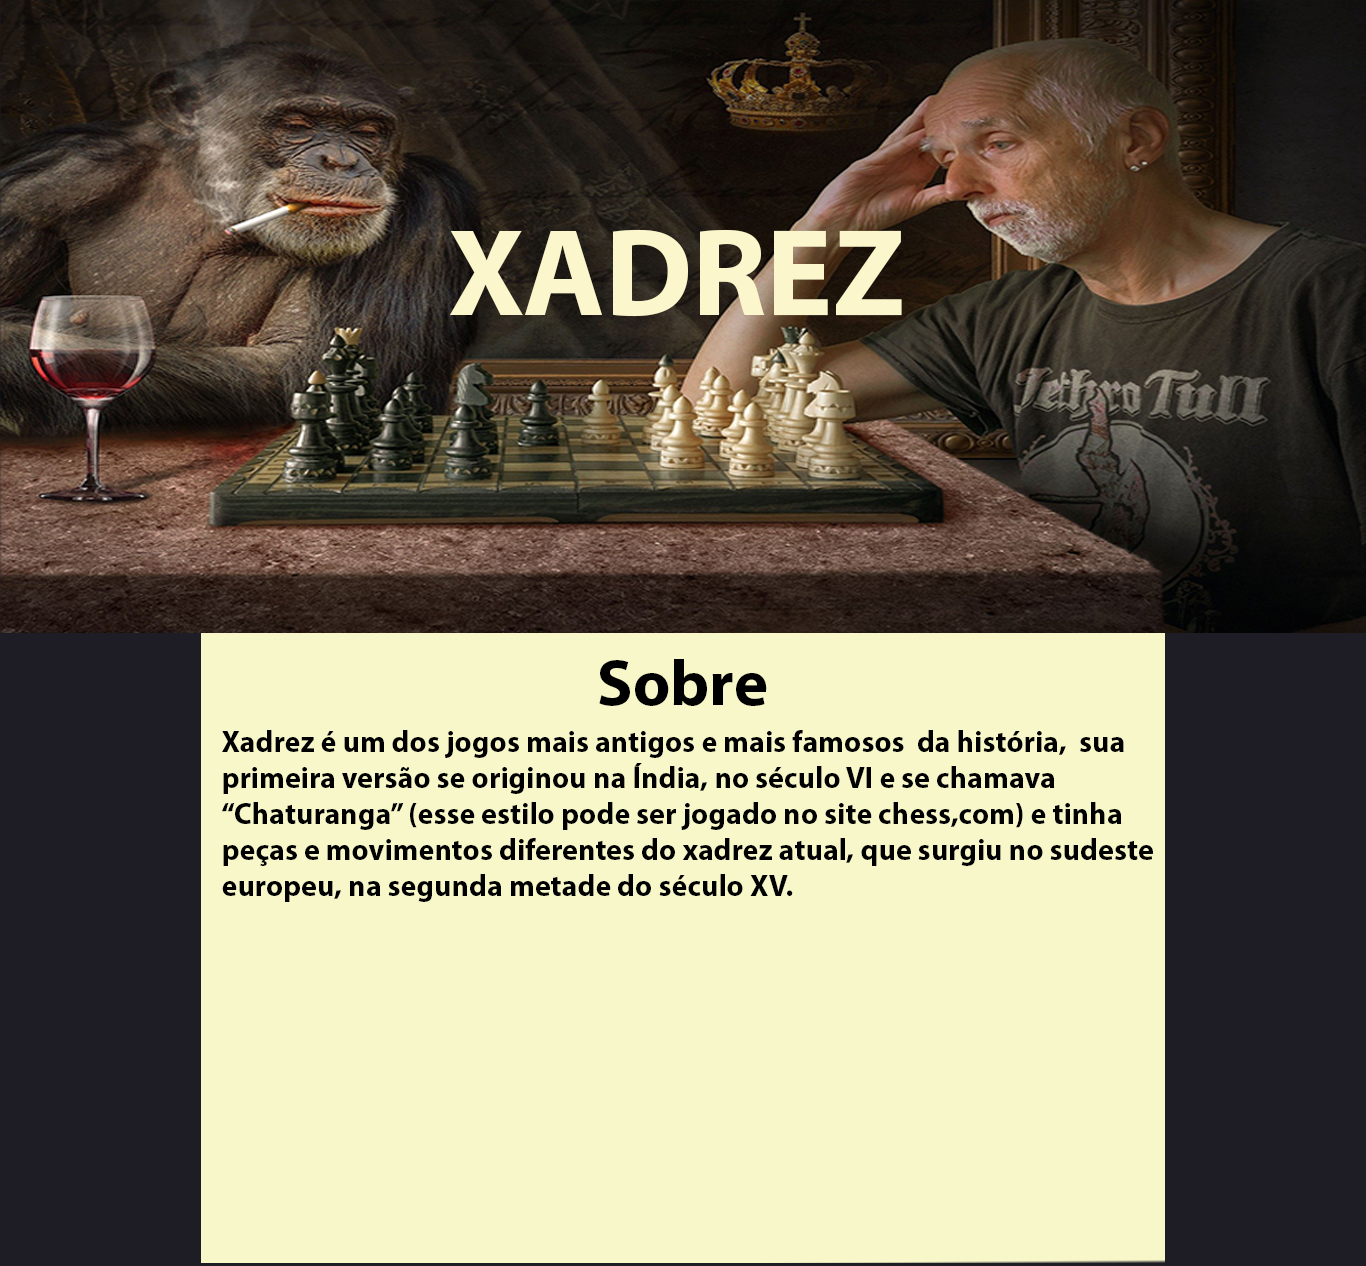 XADREZ
Jethro Tull
Sobre
Xadrez é um dos jogos mais antigos e mais famosos  da história,  sua
primeira versão se originou na Índia, no século VI e se chamava
“Chaturanga” (esse estilo pode ser jogado no site chess,com) e tinha
peças e movimentos diferentes do xadrez atual, que surgiu no sudeste
europeu, na segunda metade do século XV.